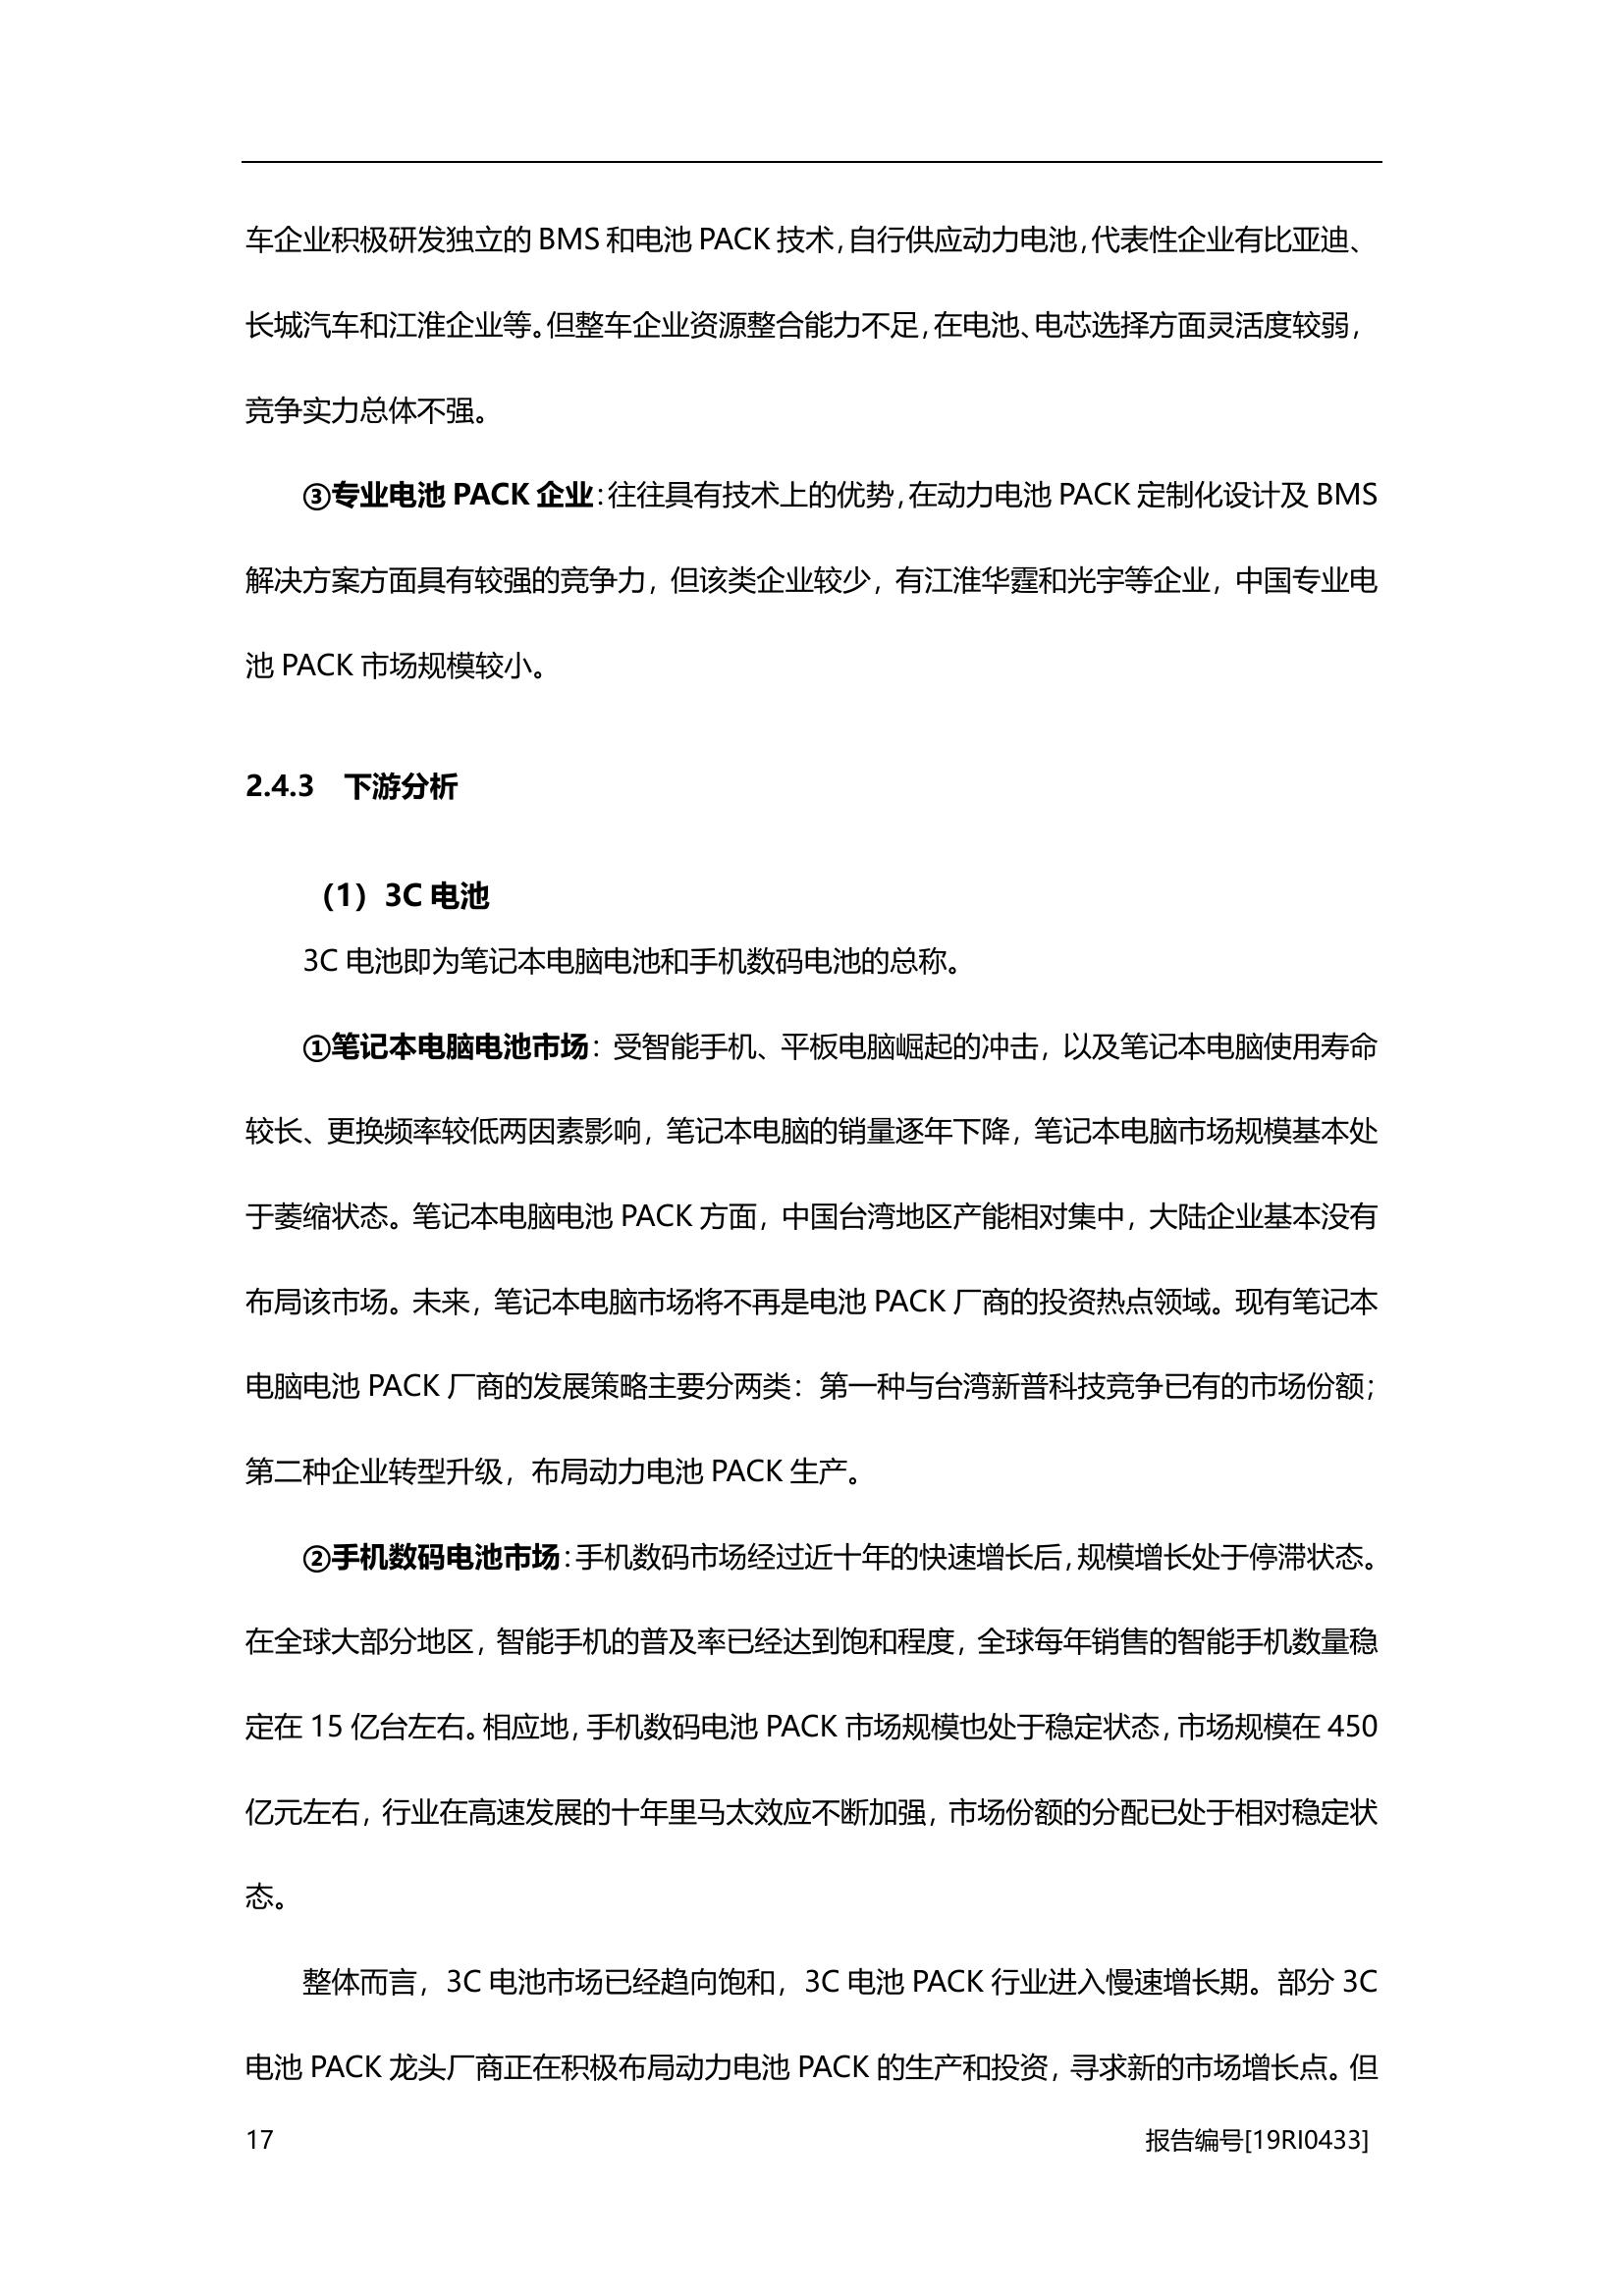 车企业积极研发独立的 BMS 和电池 PACK 技术，自行供应动力电池，代表性企业有比亚迪、
长城汽车和江淮企业等。但整车企业资源整合能力不足，在电池、电芯选择方面灵活度较弱，
竞争实力总体不强。
③专业电池 PACK 企业：往往具有技术上的优势，在动力电池 PACK 定制化设计及 BMS
解决方案方面具有较强的竞争力，但该类企业较少，有江淮华霆和光宇等企业，中国专业电
池 PACK 市场规模较小。
2.4.3 下游分析
（1）3C 电池
3C 电池即为笔记本电脑电池和手机数码电池的总称。
①笔记本电脑电池市场：受智能手机、平板电脑崛起的冲击，以及笔记本电脑使用寿命
较长、更换频率较低两因素影响，笔记本电脑的销量逐年下降，笔记本电脑市场规模基本处
于萎缩状态。笔记本电脑电池 PACK 方面，中国台湾地区产能相对集中，大陆企业基本没有
布局该市场。未来，笔记本电脑市场将不再是电池 PACK 厂商的投资热点领域。现有笔记本
电脑电池 PACK 厂商的发展策略主要分两类：第一种与台湾新普科技竞争已有的市场份额；
第二种企业转型升级，布局动力电池 PACK 生产。
②手机数码电池市场：手机数码市场经过近十年的快速增长后，规模增长处于停滞状态。
在全球大部分地区，智能手机的普及率已经达到饱和程度，全球每年销售的智能手机数量稳
定在 15 亿台左右。相应地，手机数码电池 PACK 市场规模也处于稳定状态，市场规模在 450
亿元左右，行业在高速发展的十年里马太效应不断加强，市场份额的分配已处于相对稳定状
态。
整体而言，3C 电池市场已经趋向饱和，3C 电池 PACK 行业进入慢速增长期。部分 3C
电池 PACK 龙头厂商正在积极布局动力电池 PACK 的生产和投资，寻求新的市场增长点。但
17 报告编号[19RI0433]